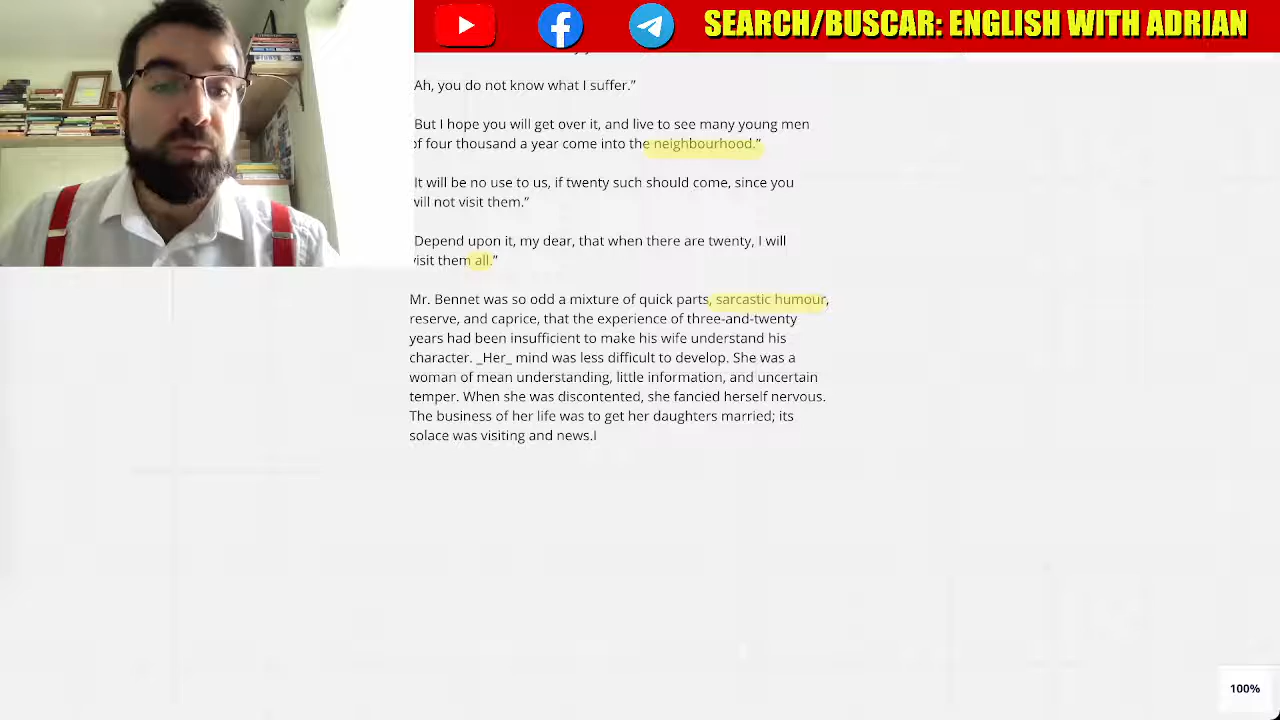 SEARCH/BUSCAR: ENGLISH WITH ADRIAN
Ah, you do not know what I suffer.”
But I hope you will get over it, and live to see many young men
of four thousand a year come into the neighbourhood.”
It will be no use to us, if twenty such should come, since you
will not visit them.”
Depend upon it, my dear, that when there are twenty, I will
visit them all.”
Mr. Bennet was so odd a mixture of quick parts, sarcastic humour,
reserve, and caprice, that the experience of three-and-twenty
years had been insufficient to make his wife understand his
character. _Her_ mind was less difficult to develop. She was a
woman of mean understanding, little information, and uncertain
temper. When she was discontented, she fancied herself nervous.
The business of her life was to get her daughters married; its
solace was visiting and news.I
100%